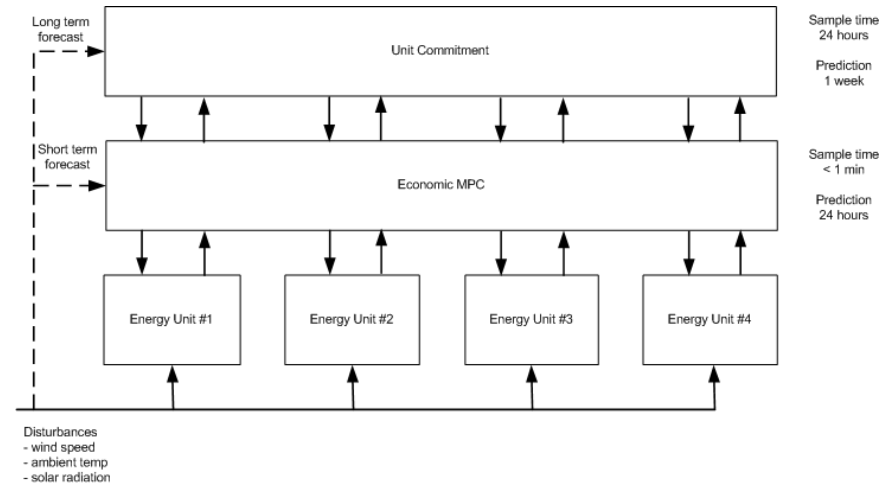 Long term
forecast
Unit Commitment
Sample time
24 hours
Prediction
1 week
Short term
forecast
Economic MPC
Sample time
< 1 min
Prediction
24 hours
Energy Unit #1
Energy Unit #2
Energy Unit #3
Energy Unit #4
Disturbances
- wind speed
- ambient temp
- solar radiation